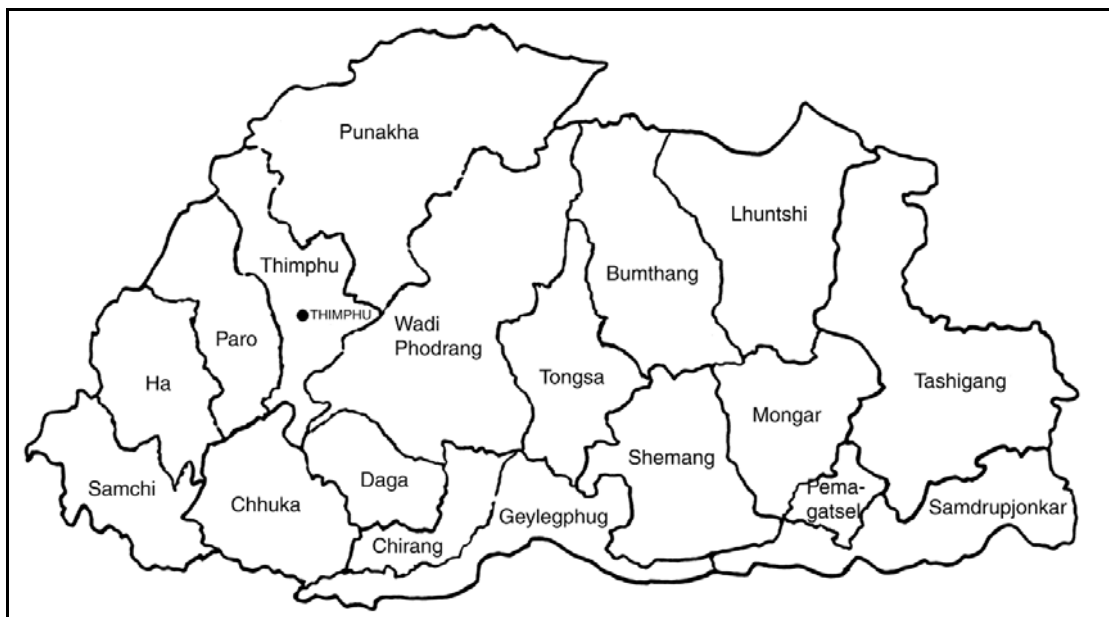 Punakha
Lhuntshi
Thimphu
Bumthang
THIMPHU
Wadi
Phodrang
Paro
Ha
Tongsa
Tashigang
Mongar
Shemang
Daga
Samchi
Pema-
gatsel
Chhuka
Geylegphug
Samdrupjonkar
Chirang